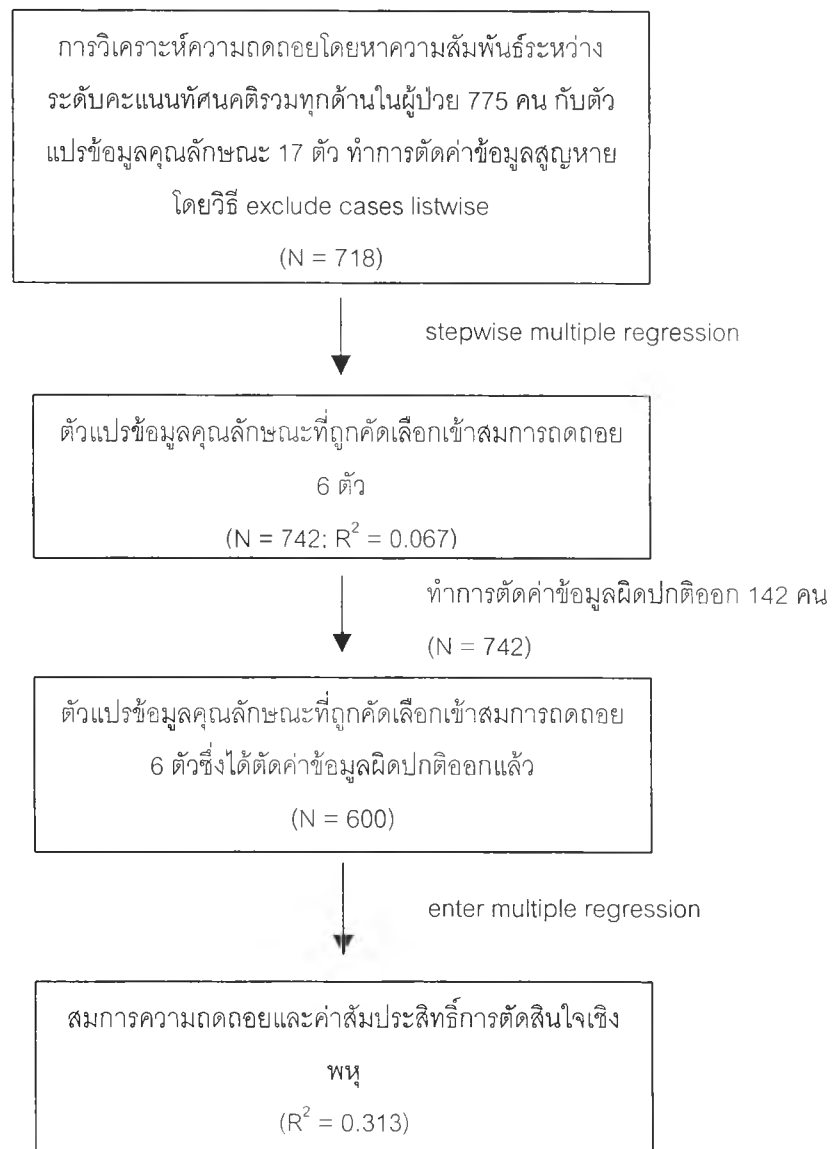 การวิเคราะห์ความถดถอยโดยหาความสัมพันธ์ระหว่าง
ระดับคะแนนทัศนคติรวมทุกด้านในผู้ป่วย 775 คน กับตัว
แปรข้อมูลคุณลักษณะ 17 ตัว ทำการตัดค่าข้อมูลสูญหาย
โดยวิธี exclude cases listwise
(N = 718)
stepwise multiple regression
ตัวแปรข้อมูลคุณลักษณะที่ถูกคัดเลือกเข้าสมการถดถอย
6 ตัว
(N = 742; R² = 0.067)
ทำการตัดค่าข้อมูลผิดปกติออก 142 คน
(N = 742)
ตัวแปรข้อมูลคุณลักษณะที่ถูกคัดเลือกเข้าสมการถดถอย
6 ตัวซึ่งได้ตัดค่าข้อมูลผิดปกติออกแล้ว
(N = 600)
enter multiple regression
สมการความถดถอยและค่าสัมประสิทธิ์การตัดสินใจเชิง
พหุ
(R² = 0.313)